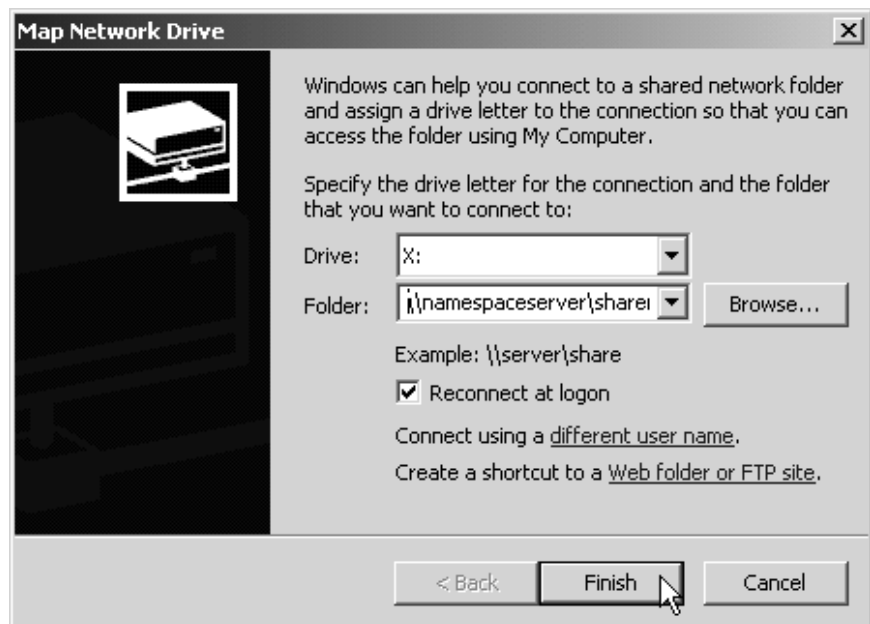 Map Network Drive
Windows can help you connect to a shared network folder
and assign a drive letter to the connection so that you can
access the folder using My Computer.
Specify the drive letter for the connection and the folder
that you want to connect to:
Drive: X:
Folder: \\namespaceserver\share Browse...
Example: \\server\share
Reconnect at logon
Connect using a different user name.
Create a shortcut to a Web folder or FTP site.
< Back Finish Cancel